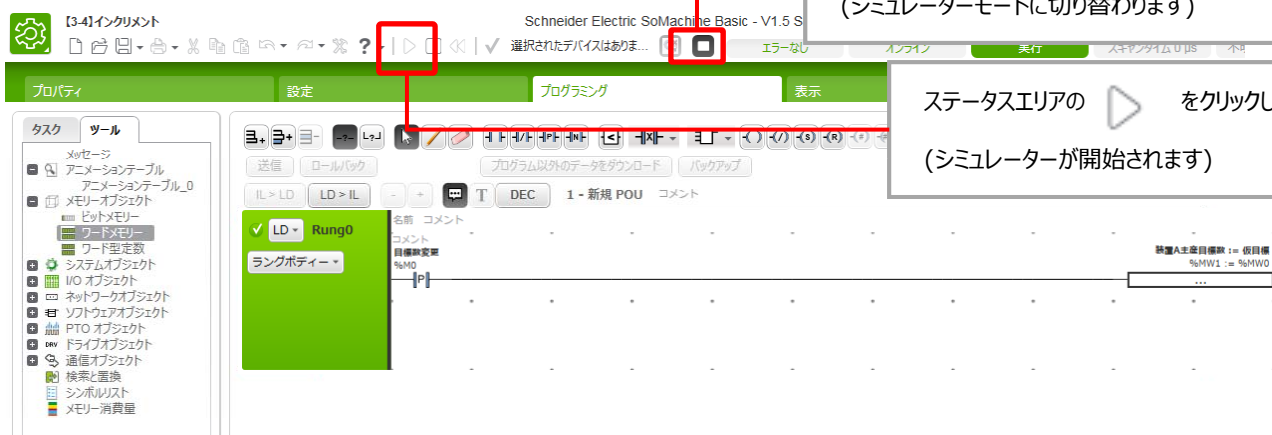 【3-4】インクリメント
Schneider Electric SoMachine Basic - V1.5 S
(シミュレーターモードに切り替わります)
選択されたデバイスはありま...
エラーなし
オンライン
実行
スキャンタイム 0 μs
プロパティ
設定
プログラミング
表示
ステータスエリアの
をクリックし
(シミュレーターが開始されます)
タスク
ツール
メッセージ
アニメーションテーブル
アニメーションテーブル_0
メモリーオブジェクト
ビットメモリー
ワードメモリー
ワード型定数
システムオブジェクト
I/O オブジェクト
ネットワークオブジェクト
ソフトウェアオブジェクト
PTO オブジェクト
ドライブオブジェクト
通信オブジェクト
検索と置換
シンボルリスト
メモリー消費量
送信
ロールバック
プログラム以外のデータをダウンロード
バックアップ
IL > LD
LD > IL
- +
T
DEC
1 - 新規 POU
コメント
LD
Rung0
名前 コメント
コメント
ラングボディー
目標数変更
%M0
P
装置A主産目標数 := 仮目標
%MW1 := %MW0
...